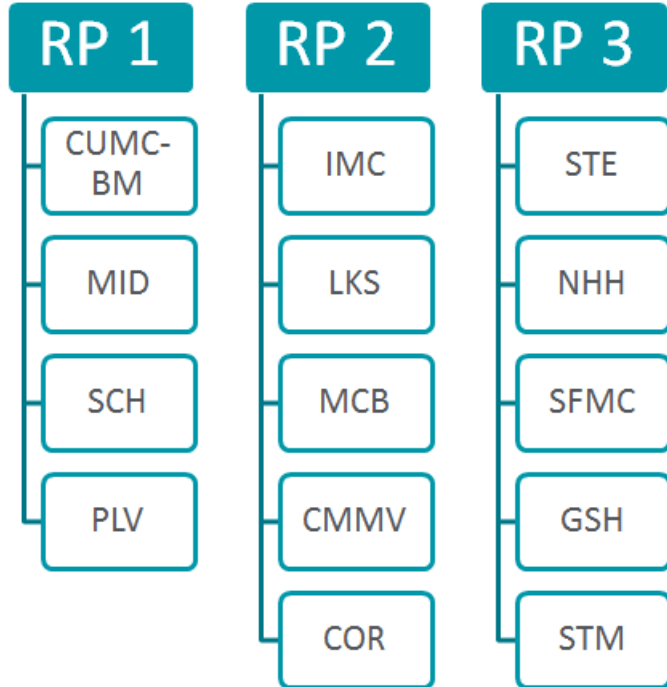 RP 1
CUMC-
BM
MID
SCH
PLV
RP 2
IMC
LKS
MCB
CMMV
COR
RP 3
STE
NHH
SFMC
GSH
STM